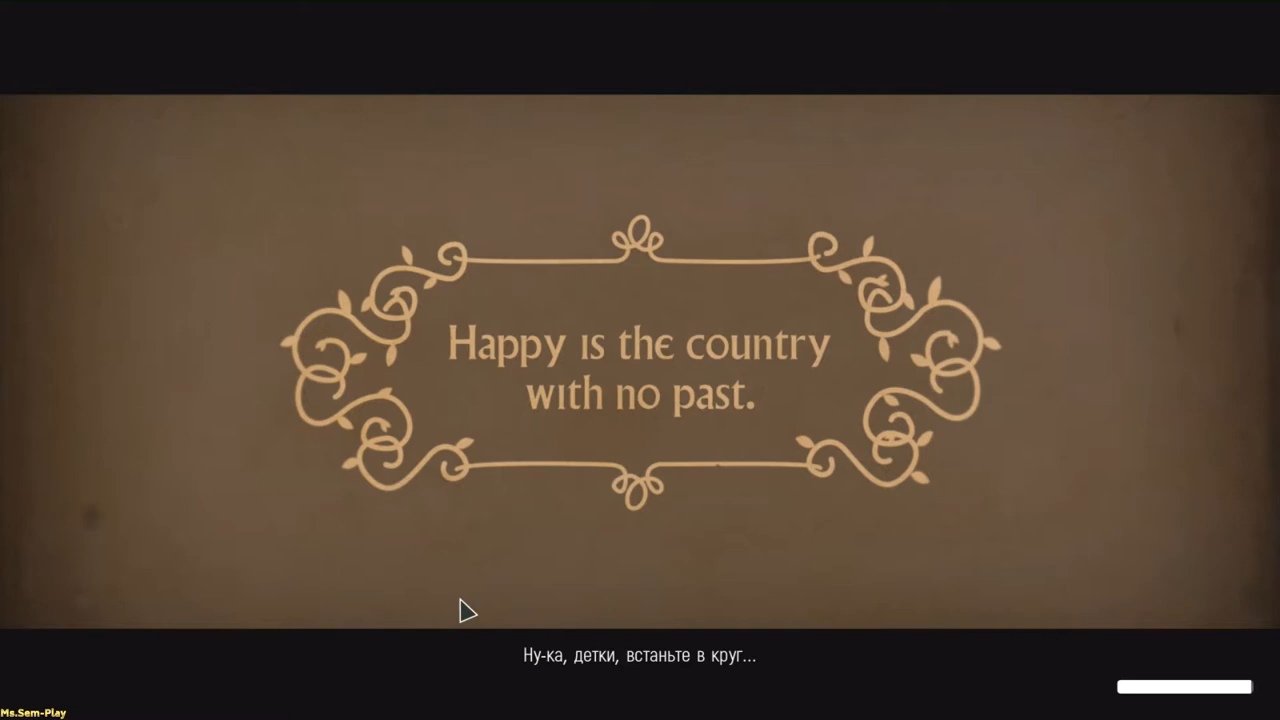 Happy is the country
with no past.
Ну-ка, детки, встаньте в круг...
Ms.Sem-Play